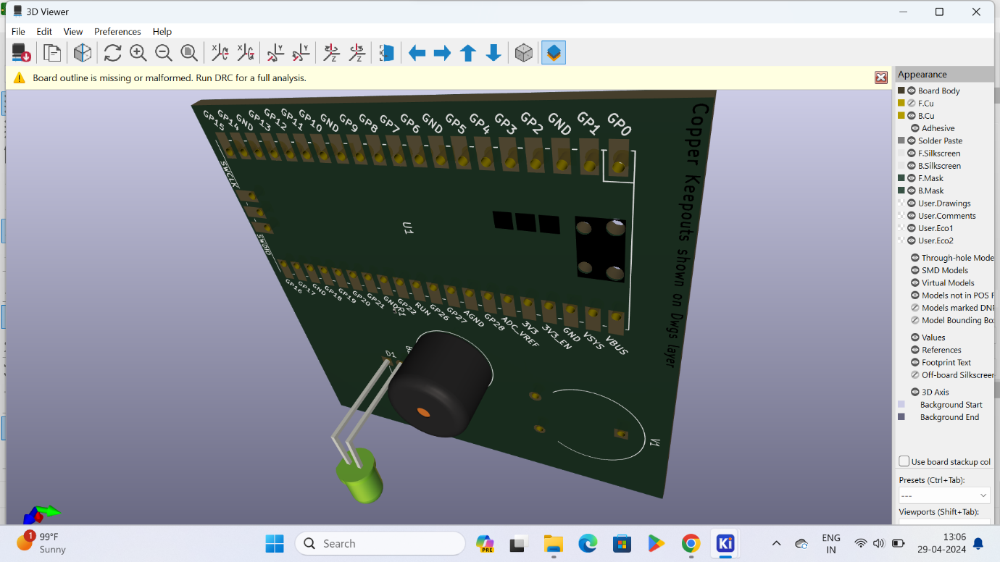 3D Viewer
File Edit View Preferences Help
Board outline is missing or malformed. Run DRC for a full analysis.
GP15 GP14 GND GP13 GP12 GP11 GP10 GND GP9 GP8 GP7 GP6 GND GP5 GP4 GP3 GP2 GND GP1 GP0
SWCLK
SWDIO
U1
Copper Keepouts shown on Dwgs layer
GP16 GP17 GND GP18 GP19 GP20 GP21 GND GP22 RUN GP26 GP27 AGND GP28 ADC_VREF 3V3 3V3_EN GND VSYS VBUS
D1
V1
Appearance
Board Body
F.Cu
B.Cu
Adhesive
Solder Paste
F.Silkscreen
B.Silkscreen
F.Mask
B.Mask
User.Drawings
User.Comments
User.Eco1
User.Eco2
Through-hole Mode
SMD Models
Virtual Models
Models not in POS F
Models marked DNF
Model Bounding Bo
Values
References
Footprint Text
Off-board Silkscreen
3D Axis
Background Start
Background End
Use board stackup col
Presets (Ctrl+Tab):
---
Viewports (Shift+Tab):
X X Y Y Z Z
1
99°F
Sunny
Search
PRE
Ki
ENG
IN
13:06
29-04-2024